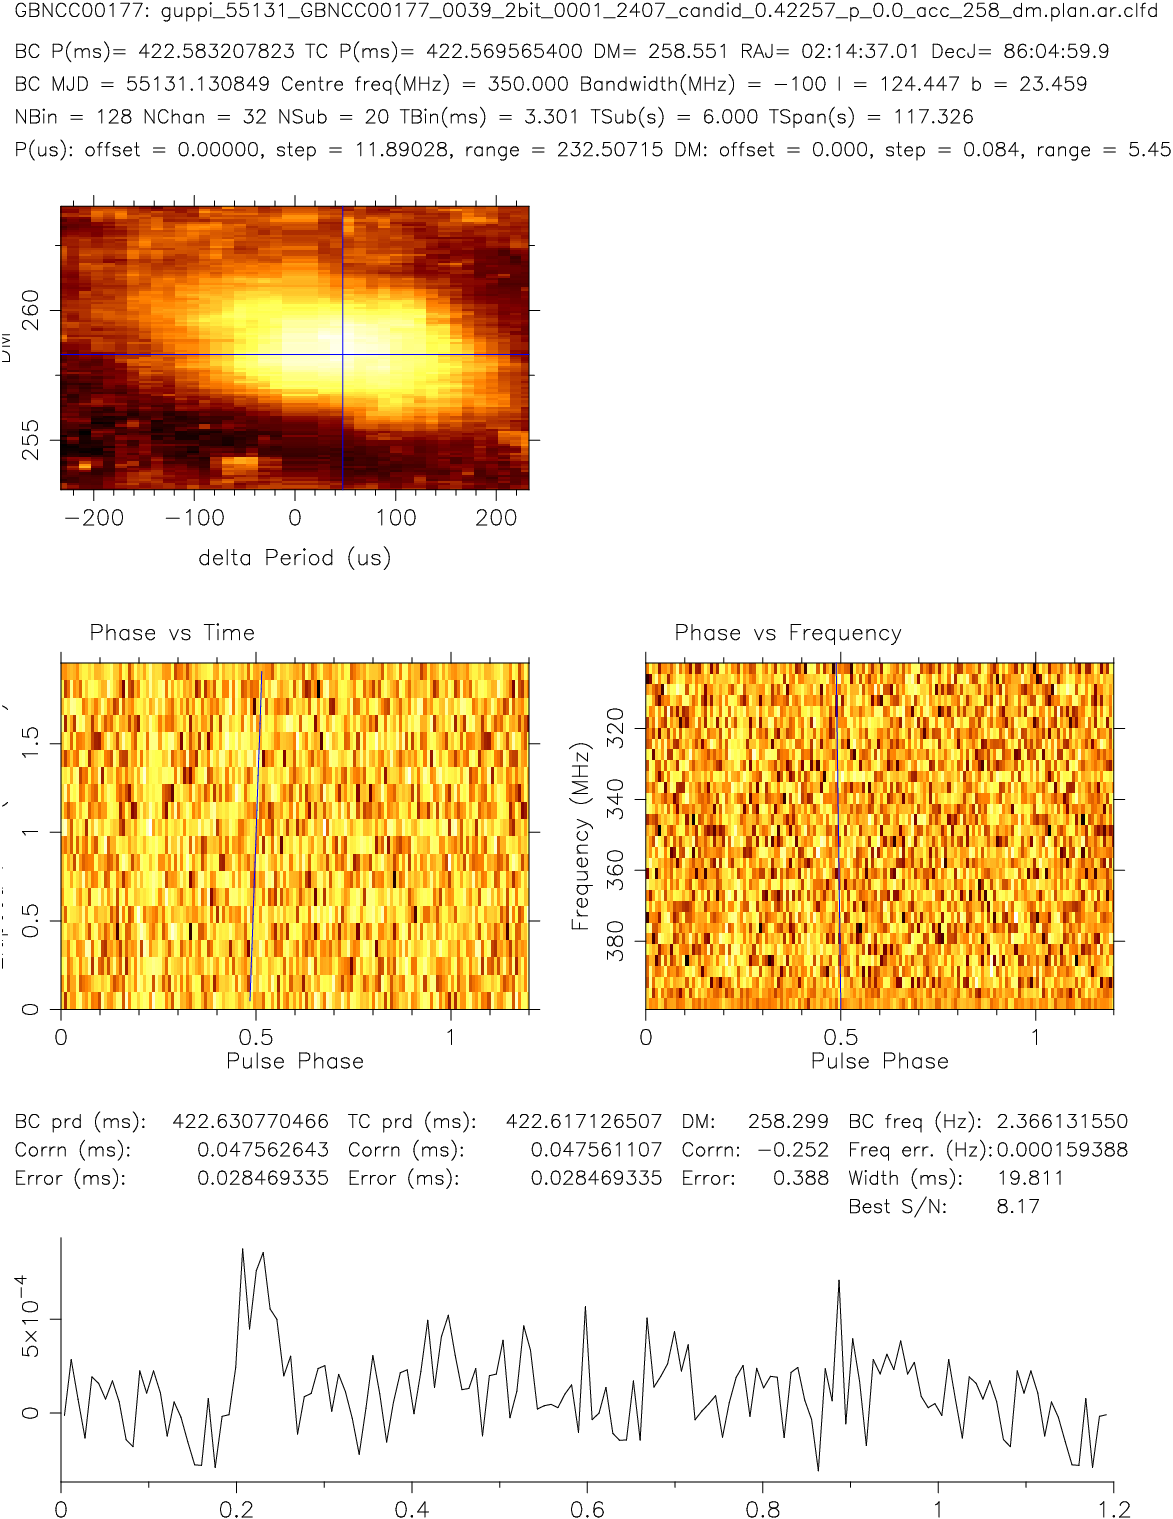 GBNCC00177: guppi_55131_GBNCC00177_0039_2bit_0001_2407_candid_0.42257_p_0.0_acc_258_dm.plan.ar.clfd
BC P(ms)= 422.583207823 TC P(ms)= 422.569565400 DM= 258.551 RAJ= 02:14:37.01 DecJ= 86:04:59.9
BC MJD = 55131.130849 Centre freq(MHz) = 350.000 Bandwidth(MHz) = −100 l = 124.447 b = 23.459
NBin = 128 NChan = 32 NSub = 20 TBin(ms) = 3.301 TSub(s) = 6.000 TSpan(s) = 117.326
P(us): offset = 0.00000, step = 11.89028, range = 232.50715 DM: offset = 0.000, step = 0.084, range = 5.45
DM
260
255
−200 −100 0 100 200
delta Period (us)
Phase vs Time
1.5
1
0.5
0
0 0.5 1
Pulse Phase
Phase vs Frequency
Frequency (MHz)
320
340
360
380
0 0.5 1
Pulse Phase
BC prd (ms): 422.630770466 TC prd (ms): 422.617126507 DM: 258.299 BC freq (Hz): 2.366131550
Corrn (ms): 0.047562643 Corrn (ms): 0.047561107 Corrn: −0.252 Freq err. (Hz): 0.000159388
Error (ms): 0.028469335 Error (ms): 0.028469335 Error: 0.388 Width (ms): 19.811
Best S/N: 8.17
5×10⁻⁴
0
0 0.2 0.4 0.6 0.8 1 1.2